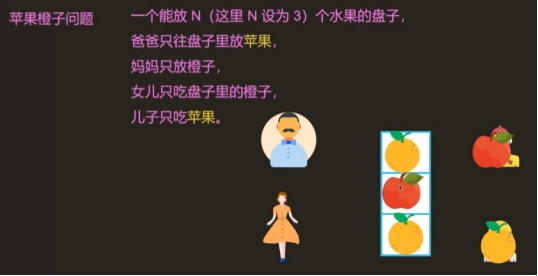 苹果橙子问题
一个能放 N（这里 N 设为 3）个水果的盘子，
爸爸只往盘子里放苹果，
妈妈只放橙子，
女儿只吃盘子里的橙子，
儿子只吃苹果。